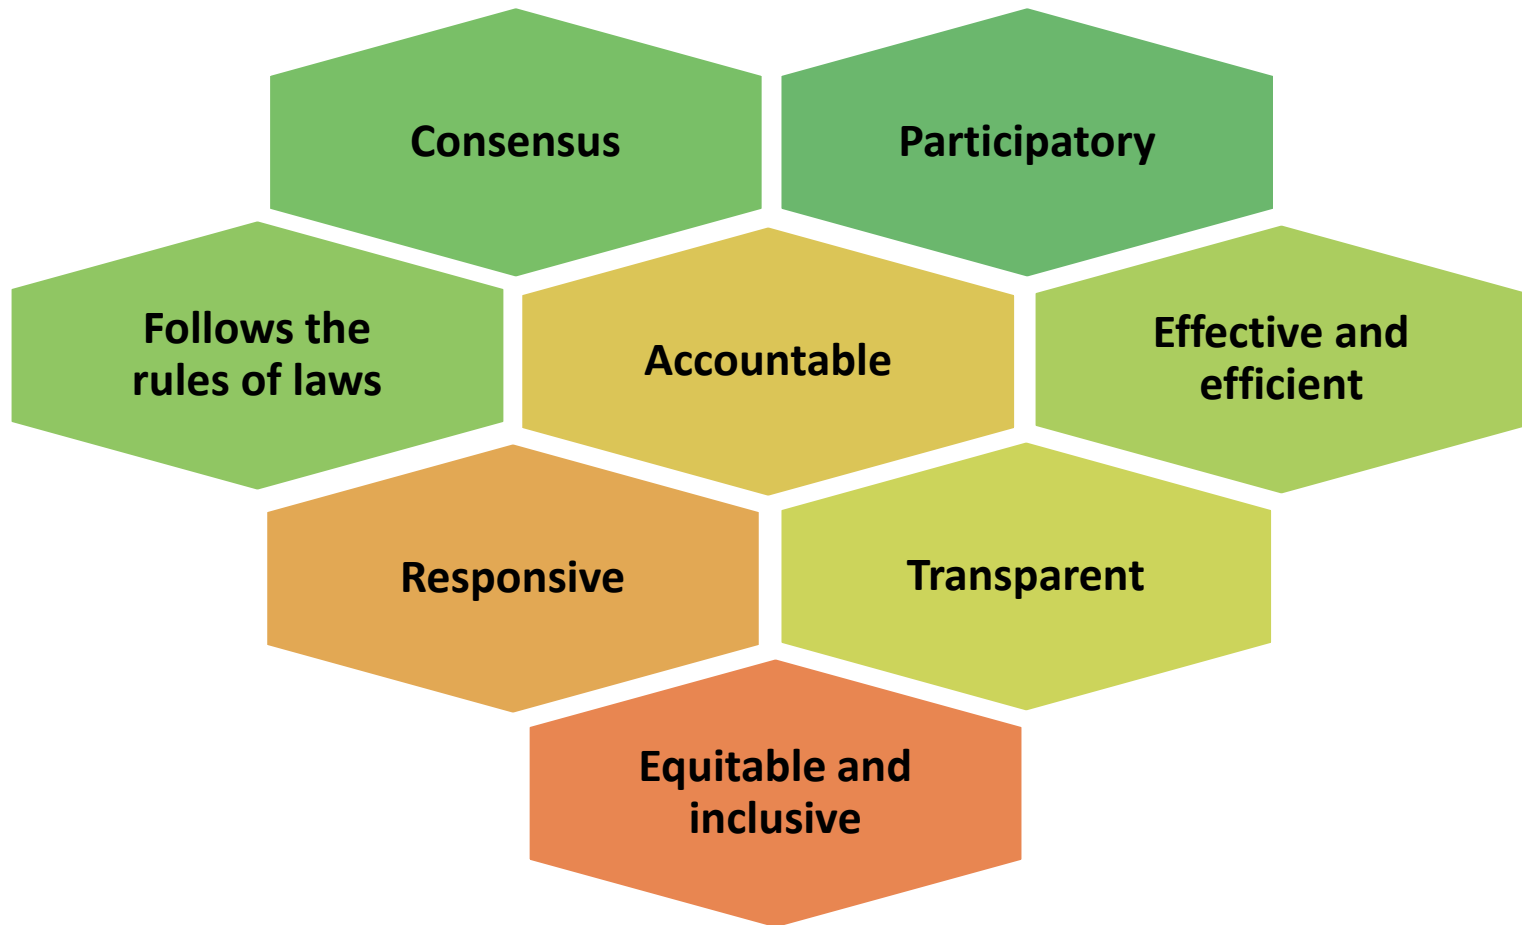 Consensus
Participatory
Follows the
rules of laws
Accountable
Effective and
efficient
Responsive
Transparent
Equitable and
inclusive